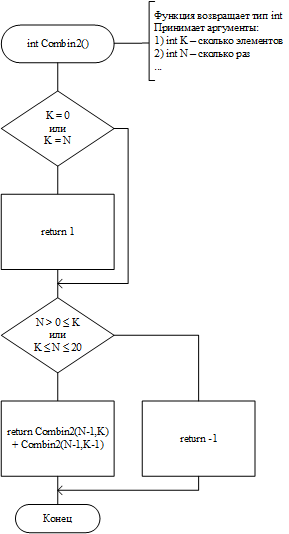 int Combin2()
Функция возвращает тип int
Принимает аргументы:
1) int K – сколько элементов
2) int N – сколько раз
...
K = 0
или
K = N
return 1
N > 0 ≤ K
или
K ≤ N ≤ 20
return Combin2(N-1,K)
+ Combin2(N-1,K-1)
return -1
Конец